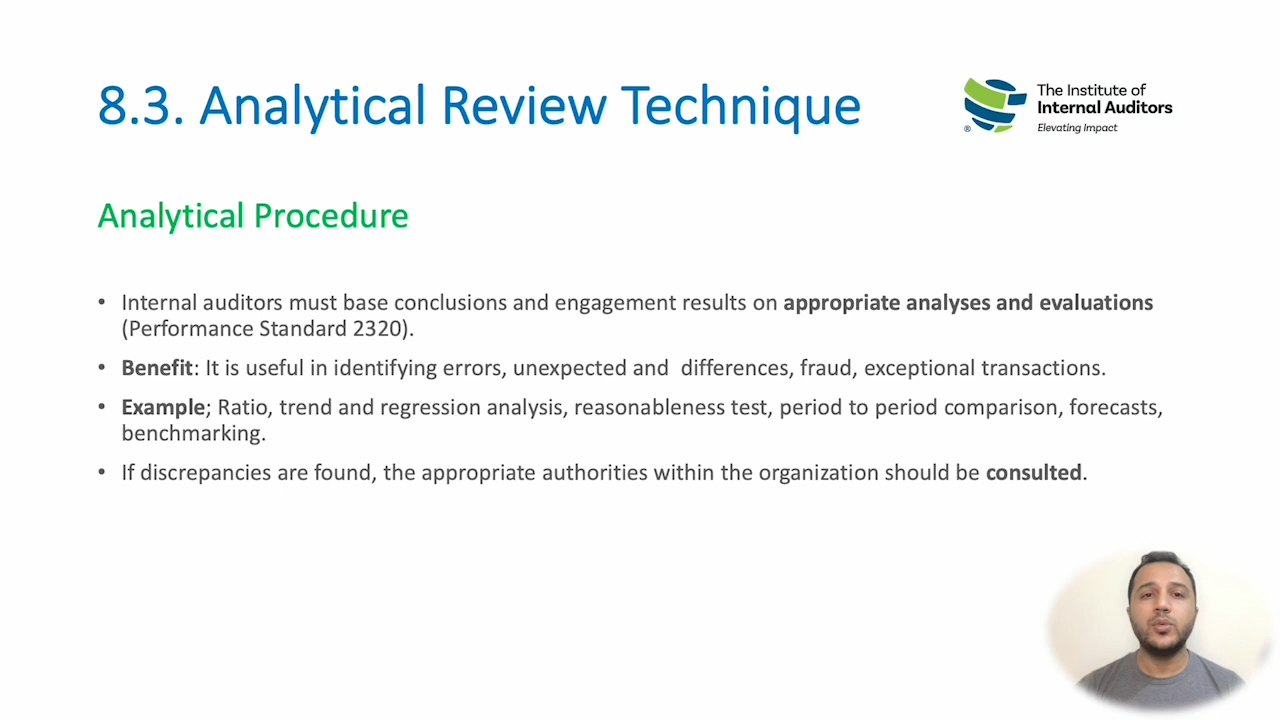 8.3. Analytical Review Technique
The Institute of
Internal Auditors
Elevating Impact
®
Analytical Procedure
• Internal auditors must base conclusions and engagement results on appropriate analyses and evaluations
(Performance Standard 2320).
• Benefit: It is useful in identifying errors, unexpected and  differences, fraud, exceptional transactions.
• Example; Ratio, trend and regression analysis, reasonableness test, period to period comparison, forecasts,
benchmarking.
• If discrepancies are found, the appropriate authorities within the organization should be consulted.